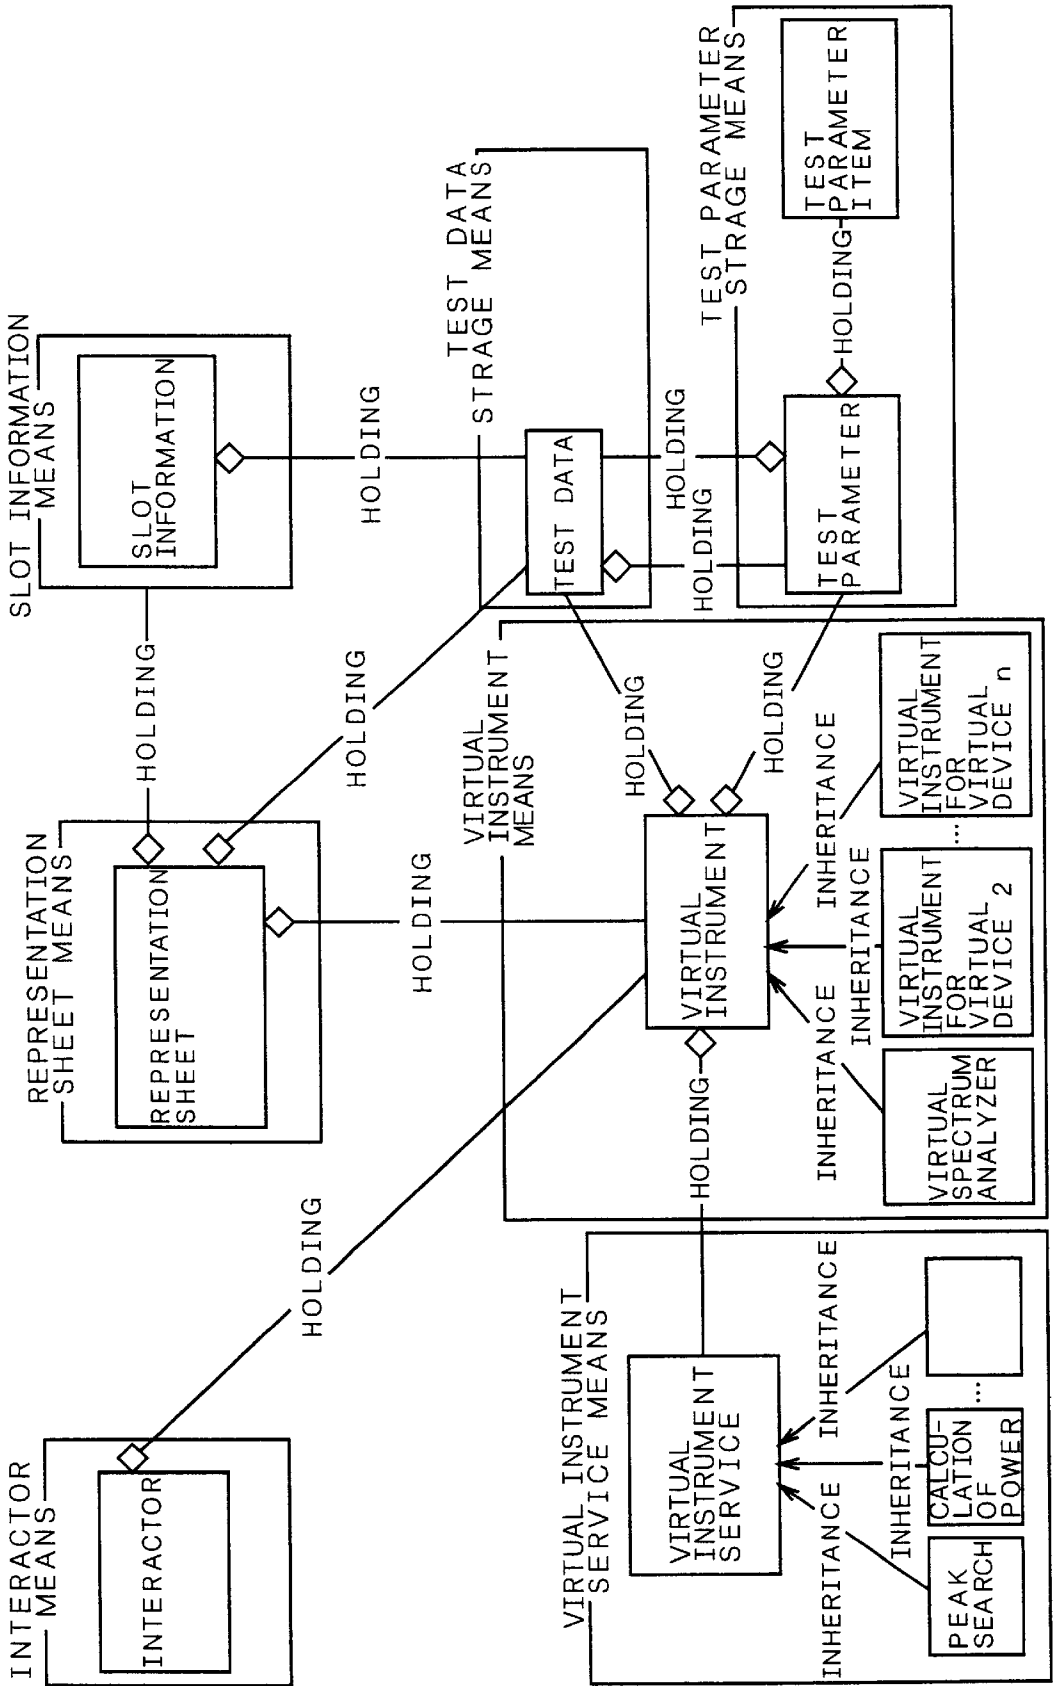 INTERACTOR
MEANS
INTERACTOR
HOLDING
REPRESENTATION
SHEET MEANS
REPRESENTATION
SHEET
HOLDING
SLOT INFORMATION
MEANS
SLOT
INFORMATION
HOLDING
HOLDING
HOLDING
TEST DATA
STRAGE MEANS
TEST DATA
HOLDING
HOLDING
TEST PARAMETER
STRAGE MEANS
TEST
PARAMETER
HOLDING
TEST
PARAMETER
ITEM
VIRTUAL INSTRUMENT
SERVICE MEANS
VIRTUAL
INSTRUMENT
SERVICE
INHERITANCE
INHERITANCE
INHERITANCE
PEAK
SEARCH
CALCU-
LATION
OF
POWER
...
HOLDING
VIRTUAL
INSTRUMENT
MEANS
VIRTUAL
INSTRUMENT
HOLDING
HOLDING
INHERITANCE
INHERITANCE
INHERITANCE
VIRTUAL
SPECTRUM
ANALYZER
VIRTUAL
INSTRUMENT
FOR
VIRTUAL
DEVICE 2
...
VIRTUAL
INSTRUMENT
FOR
VIRTUAL
DEVICE n